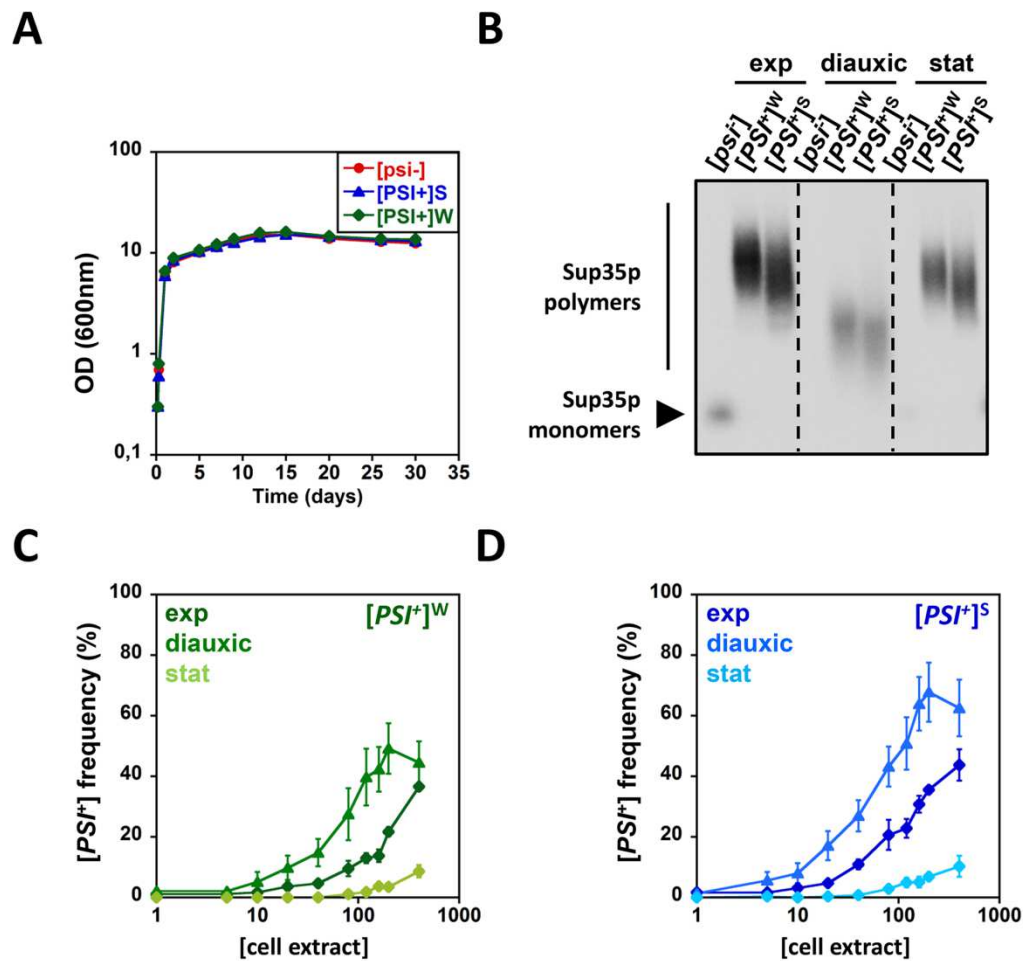 A
100
10
1
0,1
OD (600nm)
0 5 10 15 20 25 30 35
Time (days)
[psi-]
[PSI+]S
[PSI+]W
B
exp diauxic stat
[psi-] [PSI+]W [PSI+]S [psi-] [PSI+]W [PSI+]S [psi-] [PSI+]W [PSI+]S
Sup35p
polymers
Sup35p
monomers
C
[PSI+] frequency (%)
100
80
60
40
20
0
exp
diauxic
stat
[PSI+]W
1 10 100 1000
[cell extract]
D
[PSI+] frequency (%)
100
80
60
40
20
0
exp
diauxic
stat
[PSI+]S
1 10 100 1000
[cell extract]